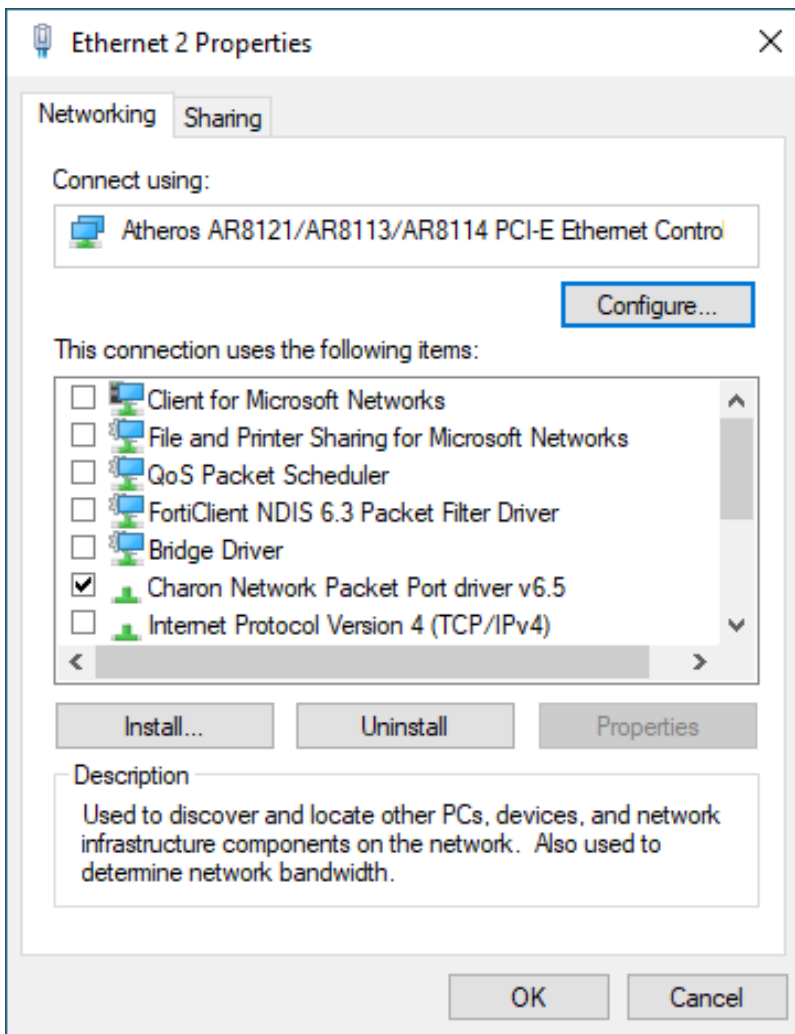 Ethernet 2 Properties
Networking
Sharing
Connect using:
Atheros AR8121/AR8113/AR8114 PCI-E Ethernet Control
Configure...
This connection uses the following items:
Client for Microsoft Networks
File and Printer Sharing for Microsoft Networks
QoS Packet Scheduler
FortiClient NDIS 6.3 Packet Filter Driver
Bridge Driver
Charon Network Packet Port driver v6.5
Internet Protocol Version 4 (TCP/IPv4)
Install...
Uninstall
Properties
Description
Used to discover and locate other PCs, devices, and network
infrastructure components on the network. Also used to
determine network bandwidth.
OK
Cancel